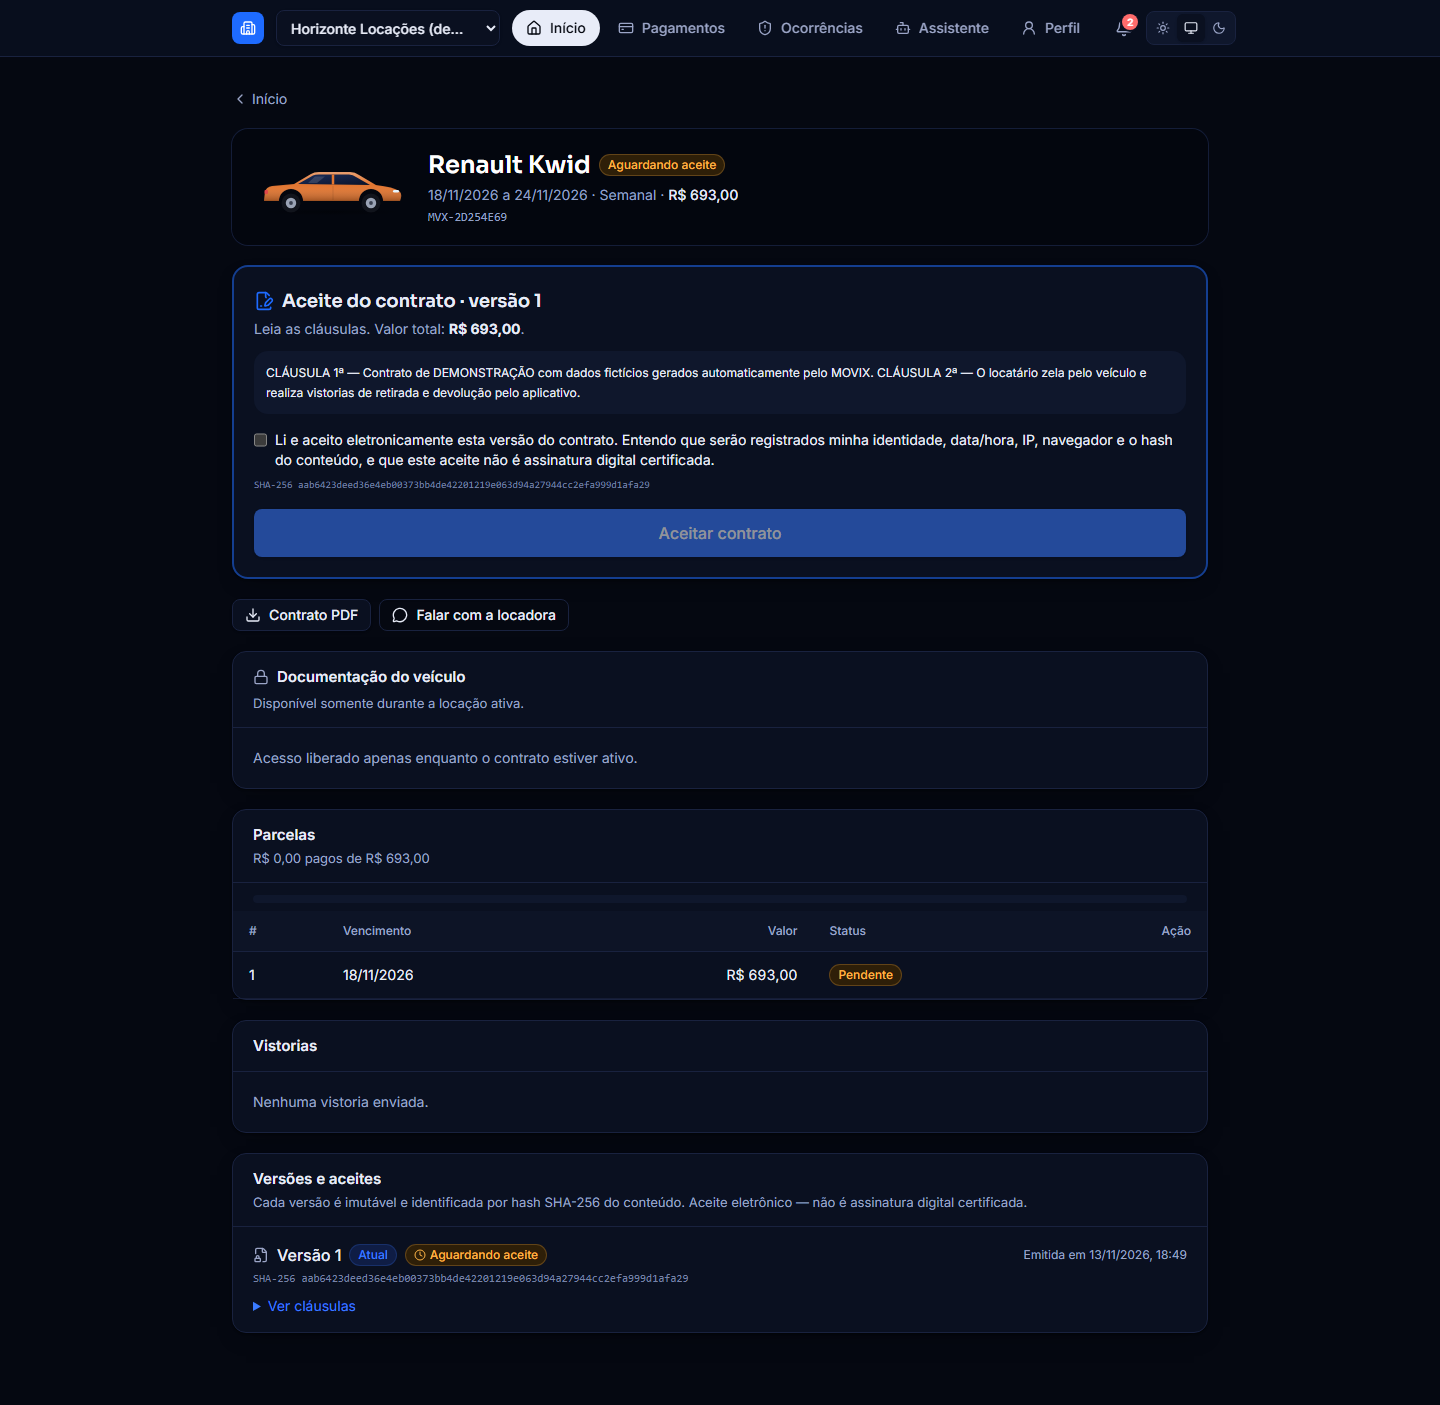 Horizonte Locações (de...
Início
Pagamentos
Ocorrências
Assistente
Perfil
2
Início
Renault Kwid
Aguardando aceite
18/11/2026 a 24/11/2026 · Semanal · R$ 693,00
MVX-2D254E69
Aceite do contrato · versão 1
Leia as cláusulas. Valor total: R$ 693,00.
CLÁUSULA 1ª — Contrato de DEMONSTRAÇÃO com dados fictícios gerados automaticamente pelo MOVIX. CLÁUSULA 2ª — O locatário zela pelo veículo e
realiza vistorias de retirada e devolução pelo aplicativo.
Li e aceito eletronicamente esta versão do contrato. Entendo que serão registrados minha identidade, data/hora, IP, navegador e o hash
do conteúdo, e que este aceite não é assinatura digital certificada.
SHA-256 aab6423deed36e4eb00373bb4de42201219e063d94a27944cc2efa999d1afa29
Aceitar contrato
Contrato PDF
Falar com a locadora
Documentação do veículo
Disponível somente durante a locação ativa.
Acesso liberado apenas enquanto o contrato estiver ativo.
Parcelas
R$ 0,00 pagos de R$ 693,00
# Vencimento Valor Status Ação
1 18/11/2026 R$ 693,00 Pendente
Vistorias
Nenhuma vistoria enviada.
Versões e aceites
Cada versão é imutável e identificada por hash SHA-256 do conteúdo. Aceite eletrônico — não é assinatura digital certificada.
Versão 1 Atual Aguardando aceite Emitida em 13/11/2026, 18:49
SHA-256 aab6423deed36e4eb00373bb4de42201219e063d94a27944cc2efa999d1afa29
Ver cláusulas